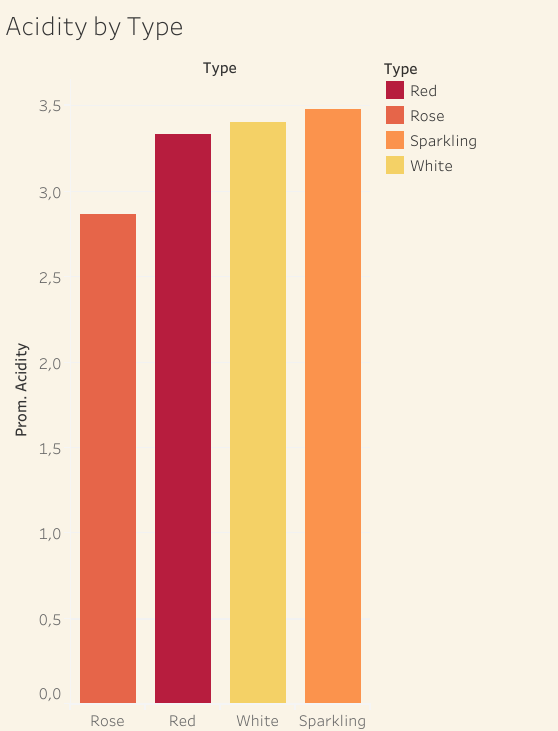 Acidity by Type
Type
Type
Red
Rose
Sparkling
White
3,5
3,0
2,5
2,0
1,5
1,0
0,5
0,0
Prom. Acidity
Rose
Red
White
Sparkling